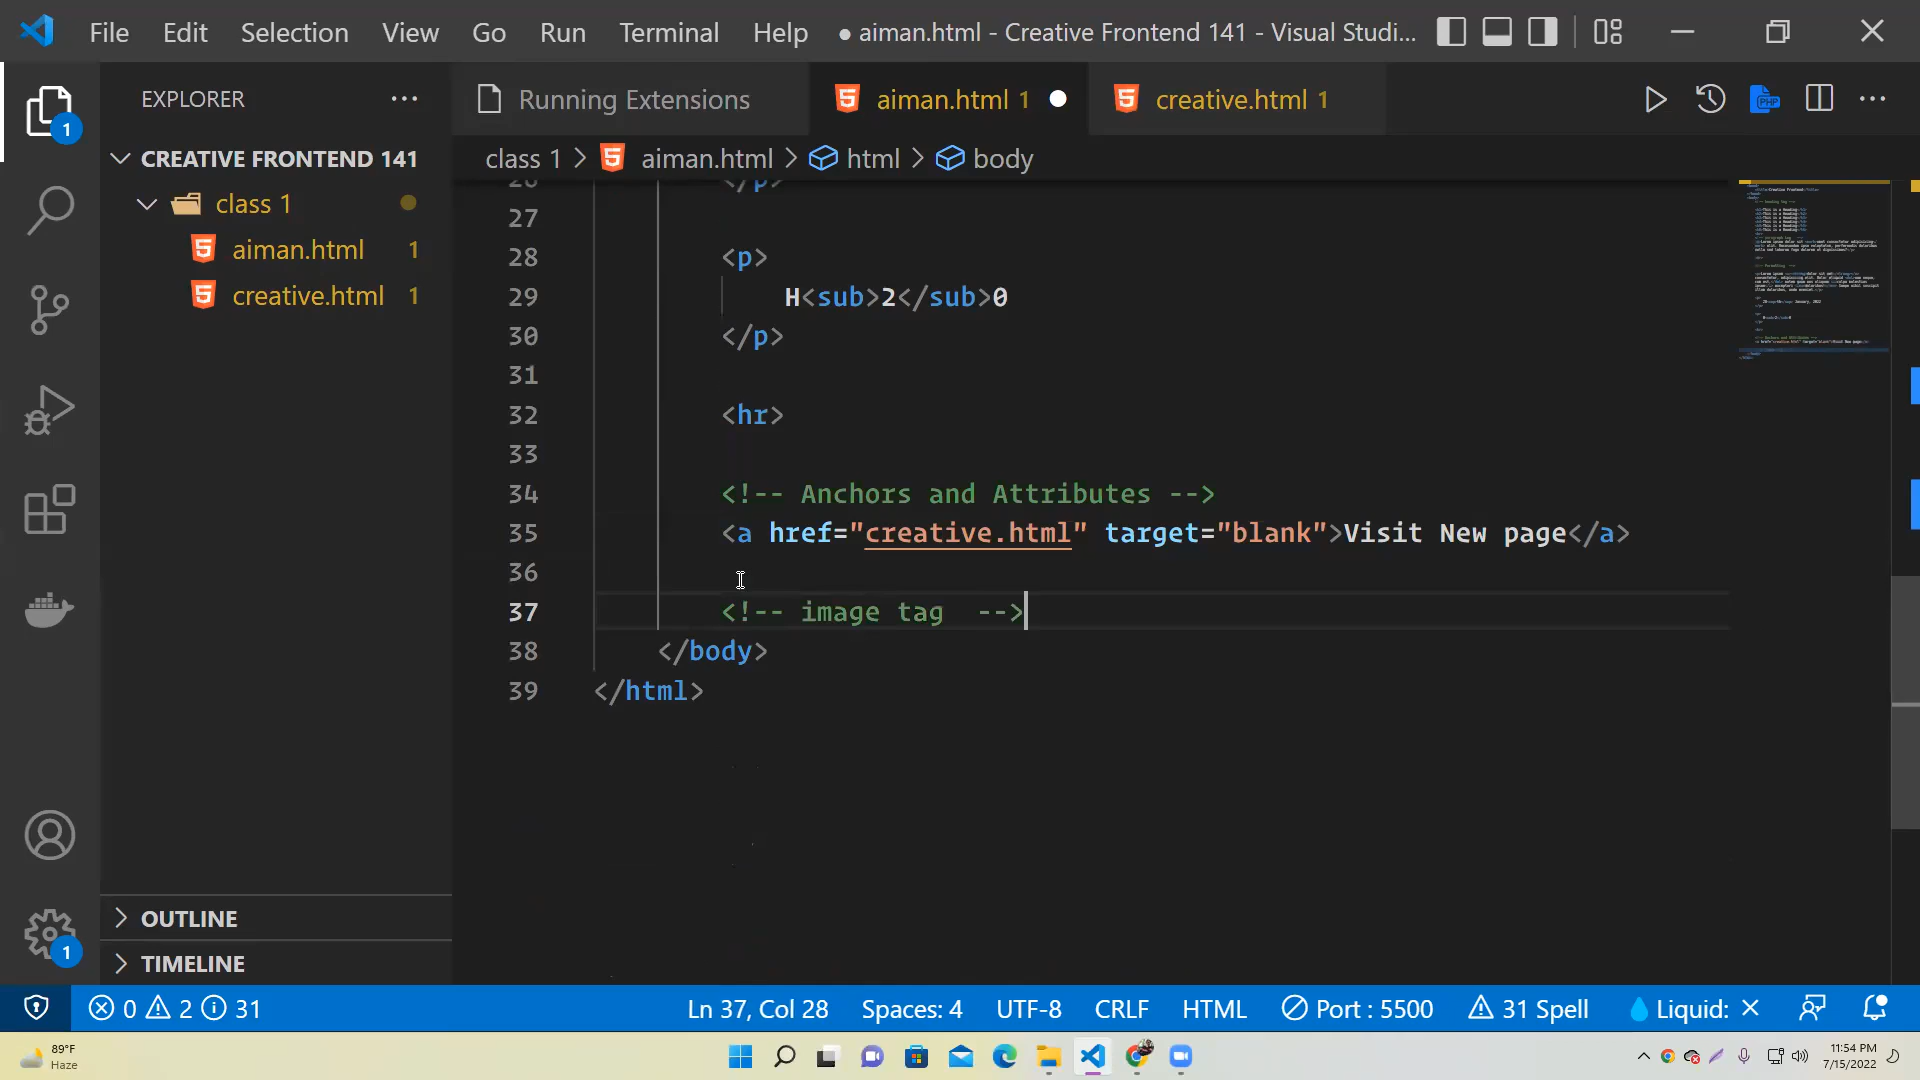 File Edit Selection View Go Run Terminal Help ● aiman.html - Creative Frontend 141 - Visual Studi...
EXPLORER ...
Running Extensions aiman.html 1 ● creative.html 1
PHP
CREATIVE FRONTEND 141
class 1 > aiman.html > html > body
class 1
aiman.html 1
creative.html 1
26 </p>
27
28 <p>
29 H<sub>2</sub>0
30 </p>
31
32 <hr>
33
34 <!-- Anchors and Attributes -->
35 <a href="creative.html" target="blank">Visit New page</a>
36
37 <!-- image tag  -->
38 </body>
39 </html>
1
1
OUTLINE
TIMELINE
0 2 31 Ln 37, Col 28 Spaces: 4 UTF-8 CRLF HTML Port : 5500 31 Spell Liquid: ×
89°F
Haze
11:54 PM
7/15/2022